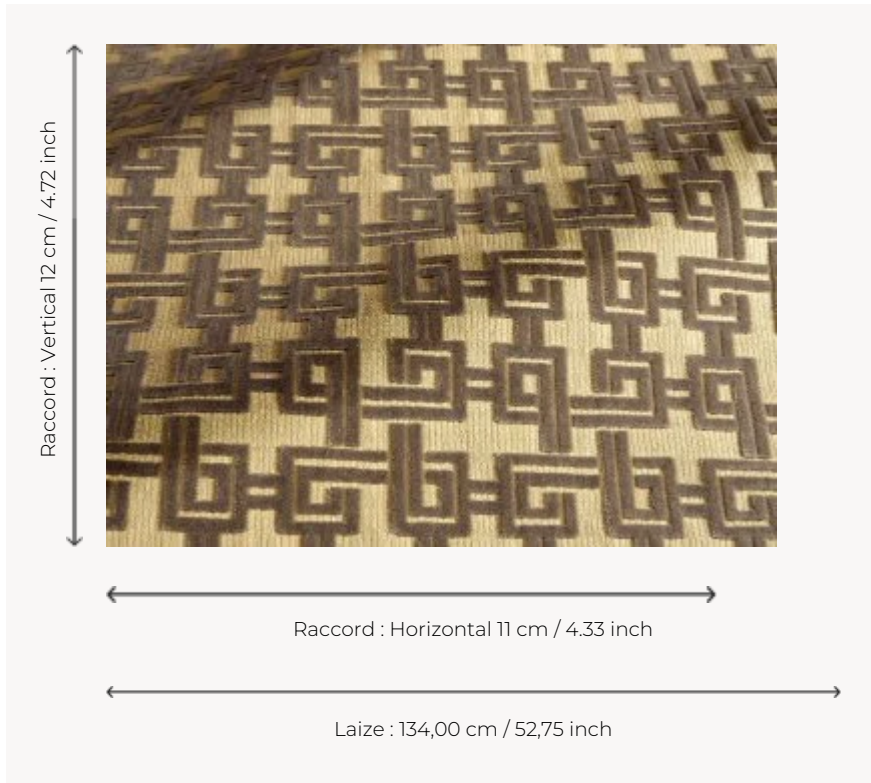 Raccord : Vertical 12 cm / 4.72 inch
Raccord : Horizontal 11 cm / 4.33 inch
Laize : 134,00 cm / 52,75 inch